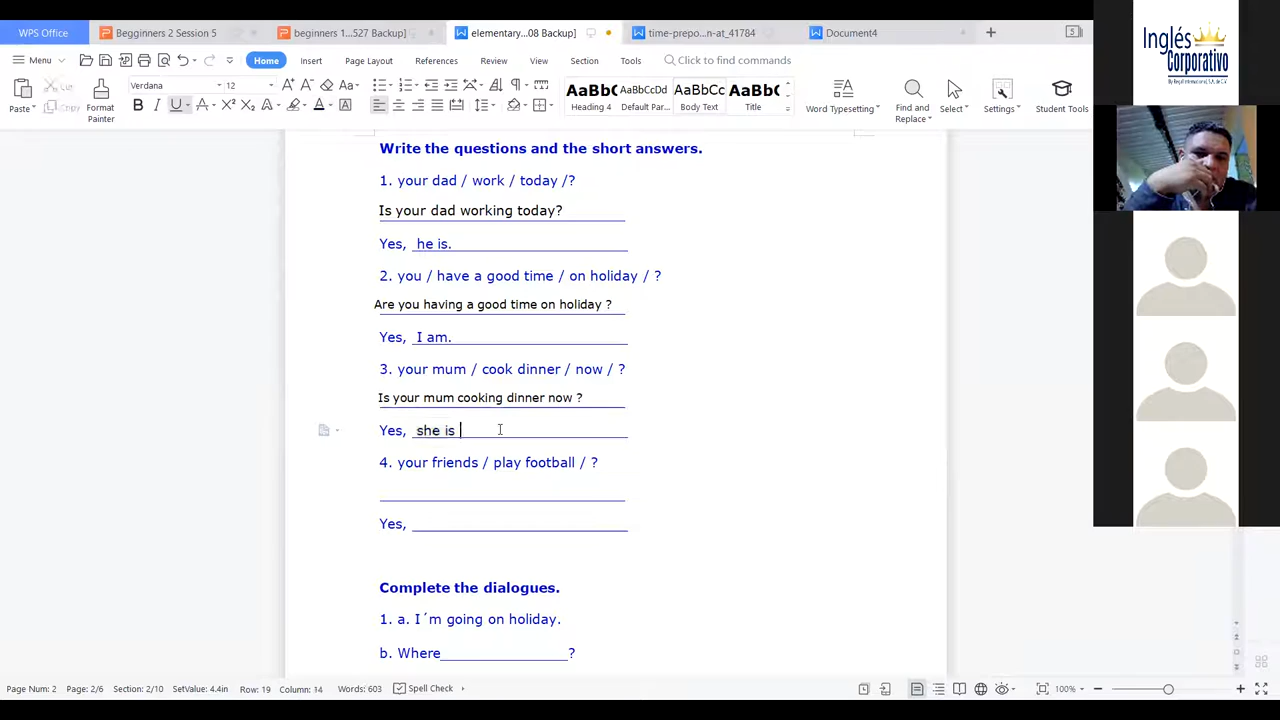 WPS Office
Begginners 2 Session 5
beginners 1...527 Backup]
elementary...08 Backup]
time-prepo...n-at_41784
Document4
5
Menu
Home
Insert
Page Layout
References
Review
View
Section
Tools
Click to find commands
Paste
Cut
Copy
Format Painter
Verdana
12
AaBb(
Heading 4
AaBbCcDd
Default Par...
AaBbCc
Body Text
AaBb(
Title
Word Typesetting
Find and Replace
Select
Settings
Student Tools
Inglés Corporativo
Write the questions and the short answers.
1. your dad / work / today /?
Is your dad working today?
Yes, he is.
2. you / have a good time / on holiday / ?
Are you having a good time on holiday ?
Yes, I am.
3. your mum / cook dinner / now / ?
Is your mum cooking dinner now ?
Yes, she is
4. your friends / play football / ?
Yes,
Complete the dialogues.
1. a. I´m going on holiday.
b. Where____________?
Page Num: 2 Page: 2/6 Section: 2/10 SetValue: 4.4in Row: 19 Column: 14 Words: 603 Spell Check 100%